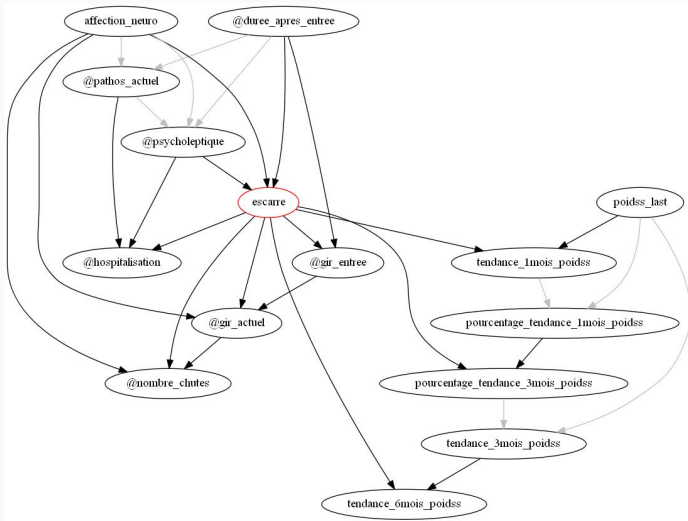 affection_neuro
@duree_apres_entree
@pathos_actuel
@psycholeptique
escarre
poidss_last
@hospitalisation
@gir_entree
tendance_1mois_poidss
@gir_actuel
pourcentage_tendance_1mois_poidss
@nombre_chutes
pourcentage_tendance_3mois_poidss
tendance_3mois_poidss
tendance_6mois_poidss